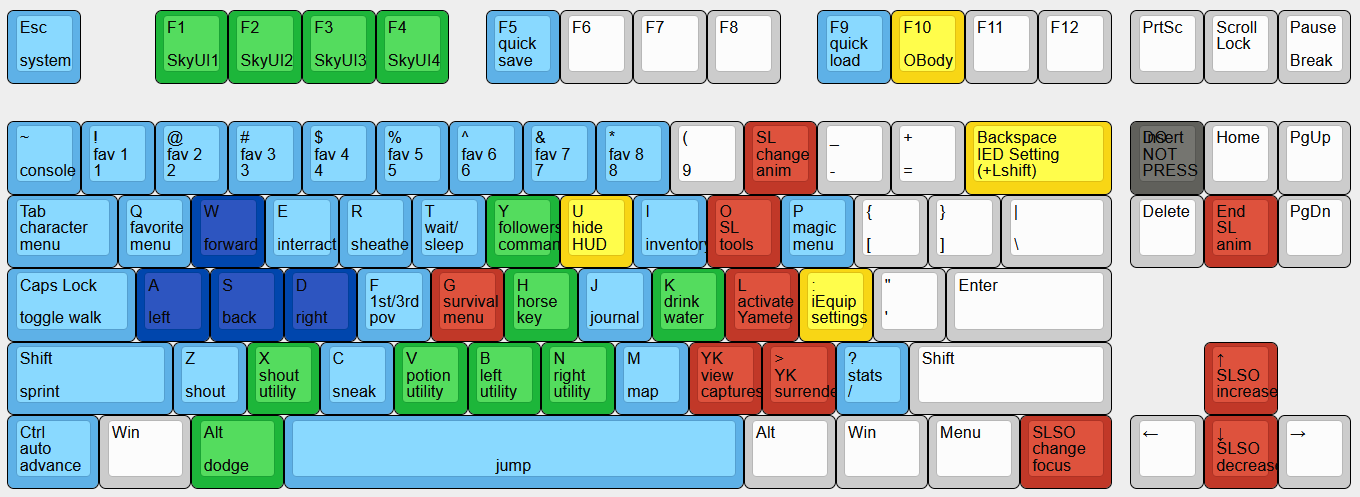 Esc
system
F1
SkyUI1
F2
SkyUI2
F3
SkyUI3
F4
SkyUI4
F5
quick
save
F6
F7
F8
F9
quick
load
F10
OBody
F11
F12
PrtSc
Scroll
Lock
Pause
Break
~
console
!
fav 1
1
@
fav 2
2
#
fav 3
3
$
fav 4
4
%
fav 5
5
^
fav 6
6
&
fav 7
7
*
fav 8
8
(
9
SL
change
anim
_
-
+
=
Backspace
IED Setting
(+Lshift)
Insert
NOT
PRESS
Home
PgUp
Tab
character
menu
Q
favorite
menu
W
forward
E
interract
R
sheathe
T
wait/
sleep
Y
followers
comman
U
hide
HUD
I
inventory
O
SL
tools
P
magic
menu
{
[
}
]
|
\
Delete
End
SL
anim
PgDn
Caps Lock
toggle walk
A
left
S
back
D
right
F
1st/3rd
pov
G
survival
menu
H
horse
key
J
journal
K
drink
water
L
activate
Yamete
:
iEquip
settings
"
'
Enter
Shift
sprint
Z
shout
X
shout
utility
C
sneak
V
potion
utility
B
left
utility
N
right
utility
M
map
YK
view
captures
>
YK
surrende
?
stats
/
Shift
↑
SLSO
increase
Ctrl
auto
advance
Win
Alt
dodge
jump
Alt
Win
Menu
SLSO
change
focus
←
↓
SLSO
decrease
→